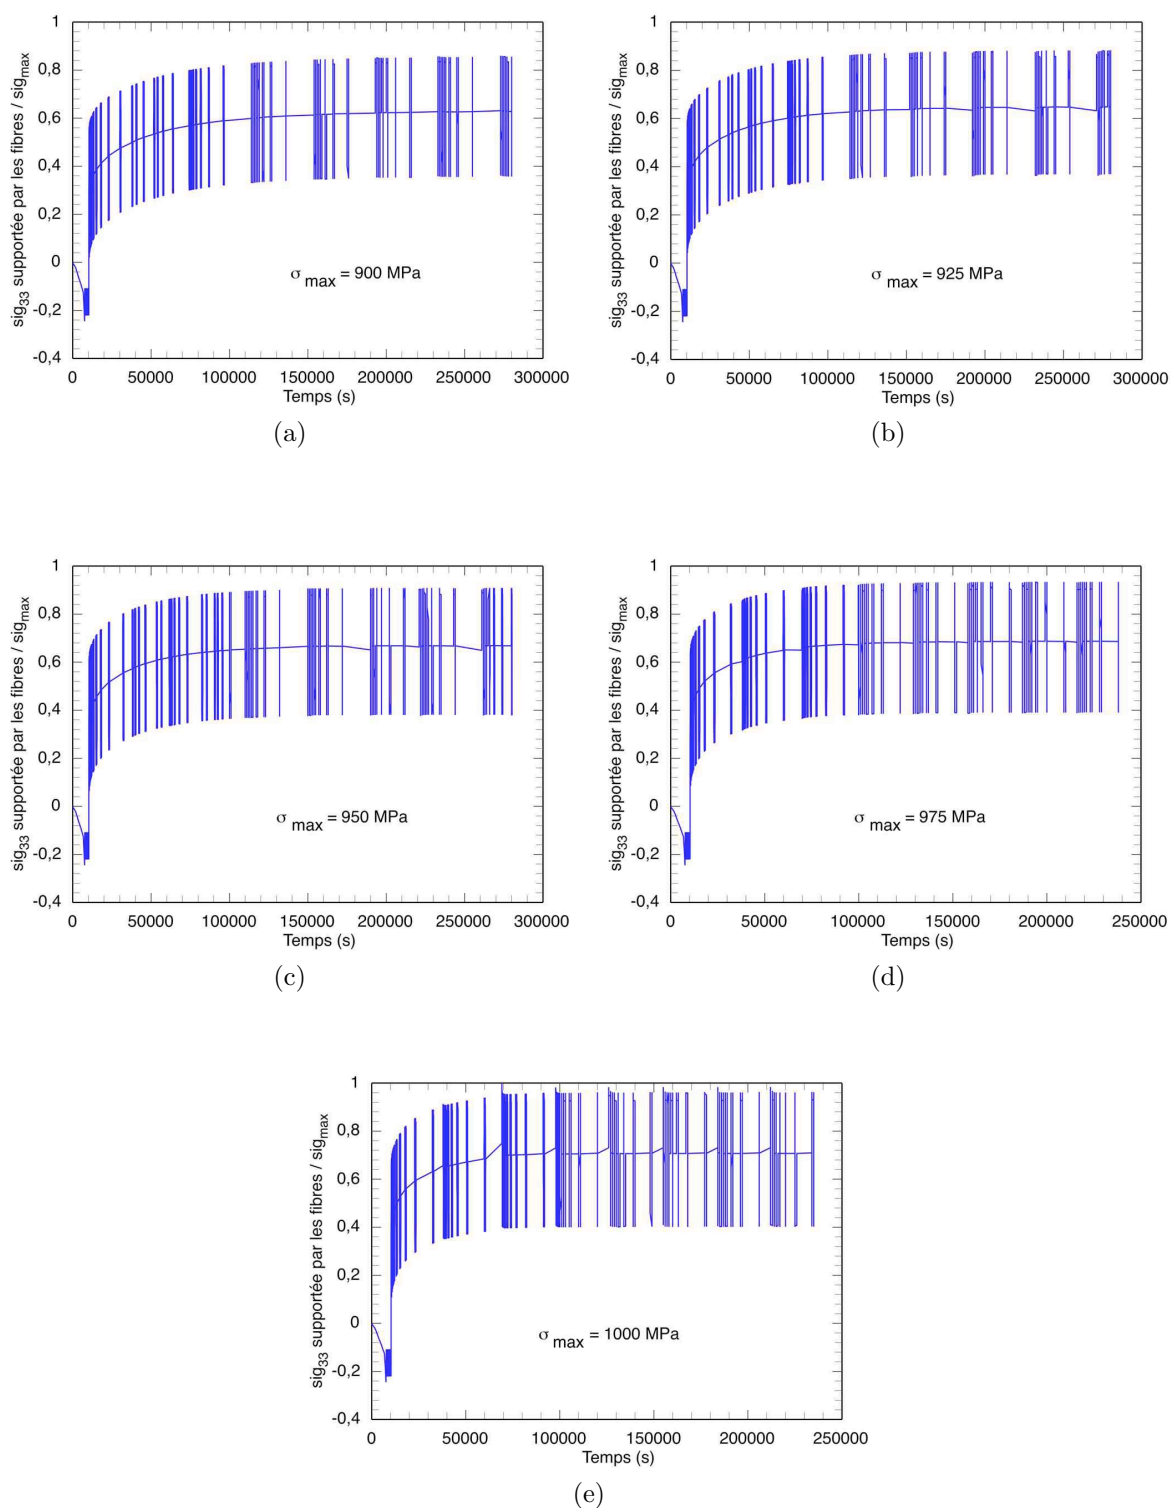 1
0,8
0,6
0,4
0,2
0
-0,2
-0,4
sig33 supportée par les fibres / sigmax
σ max = 900 MPa
0 50000 100000 150000 200000 250000 300000
Temps (s)
(a)
1
0,8
0,6
0,4
0,2
0
-0,2
-0,4
sig33 supportée par les fibres / sigmax
σ max = 925 MPa
0 50000 100000 150000 200000 250000 300000
Temps (s)
(b)
1
0,8
0,6
0,4
0,2
0
-0,2
-0,4
sig33 supportée par les fibres / sigmax
σ max = 950 MPa
0 50000 100000 150000 200000 250000 300000
Temps (s)
(c)
1
0,8
0,6
0,4
0,2
0
-0,2
-0,4
sig33 supportée par les fibres / sigmax
σ max = 975 MPa
0 50000 100000 150000 200000 250000
Temps (s)
(d)
1
0,8
0,6
0,4
0,2
0
-0,2
-0,4
sig33 supportée par les fibres / sigmax
σ max = 1000 MPa
0 50000 100000 150000 200000 250000
Temps (s)
(e)